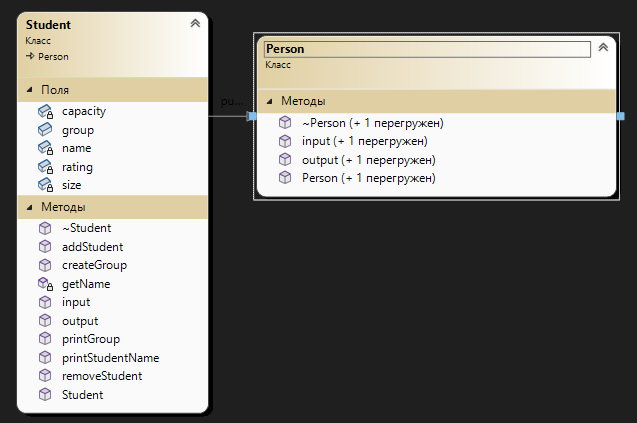 Student
Класс
Person
Поля
capacity
group
name
rating
size
Методы
~Student
addStudent
createGroup
getName
input
output
printGroup
printStudentName
removeStudent
Student
pu...
Person
Класс
Методы
~Person (+ 1 перегружен)
input (+ 1 перегружен)
output (+ 1 перегружен)
Person (+ 1 перегружен)